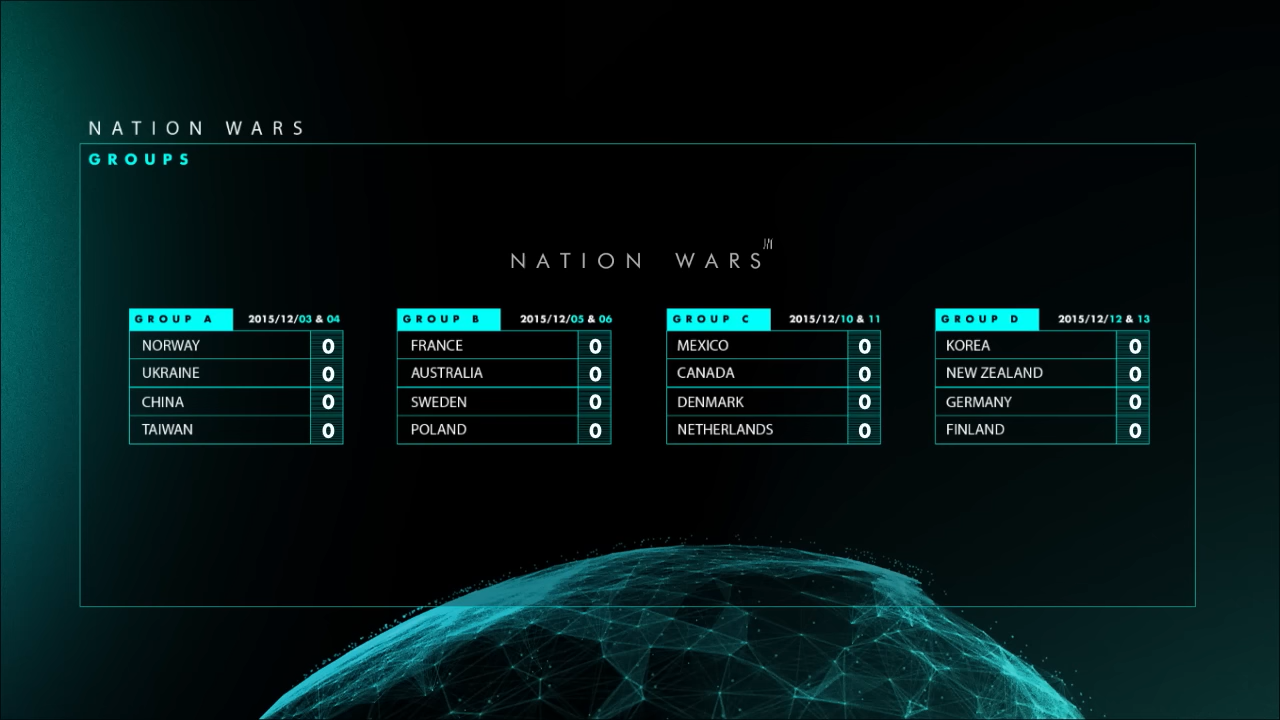 NATION WARS
GROUPS
NATION WARS III
GROUP A 2015/12/03 & 04
NORWAY 0
UKRAINE 0
CHINA 0
TAIWAN 0
GROUP B 2015/12/05 & 06
FRANCE 0
AUSTRALIA 0
SWEDEN 0
POLAND 0
GROUP C 2015/12/10 & 11
MEXICO 0
CANADA 0
DENMARK 0
NETHERLANDS 0
GROUP D 2015/12/12 & 13
KOREA 0
NEW ZEALAND 0
GERMANY 0
FINLAND 0